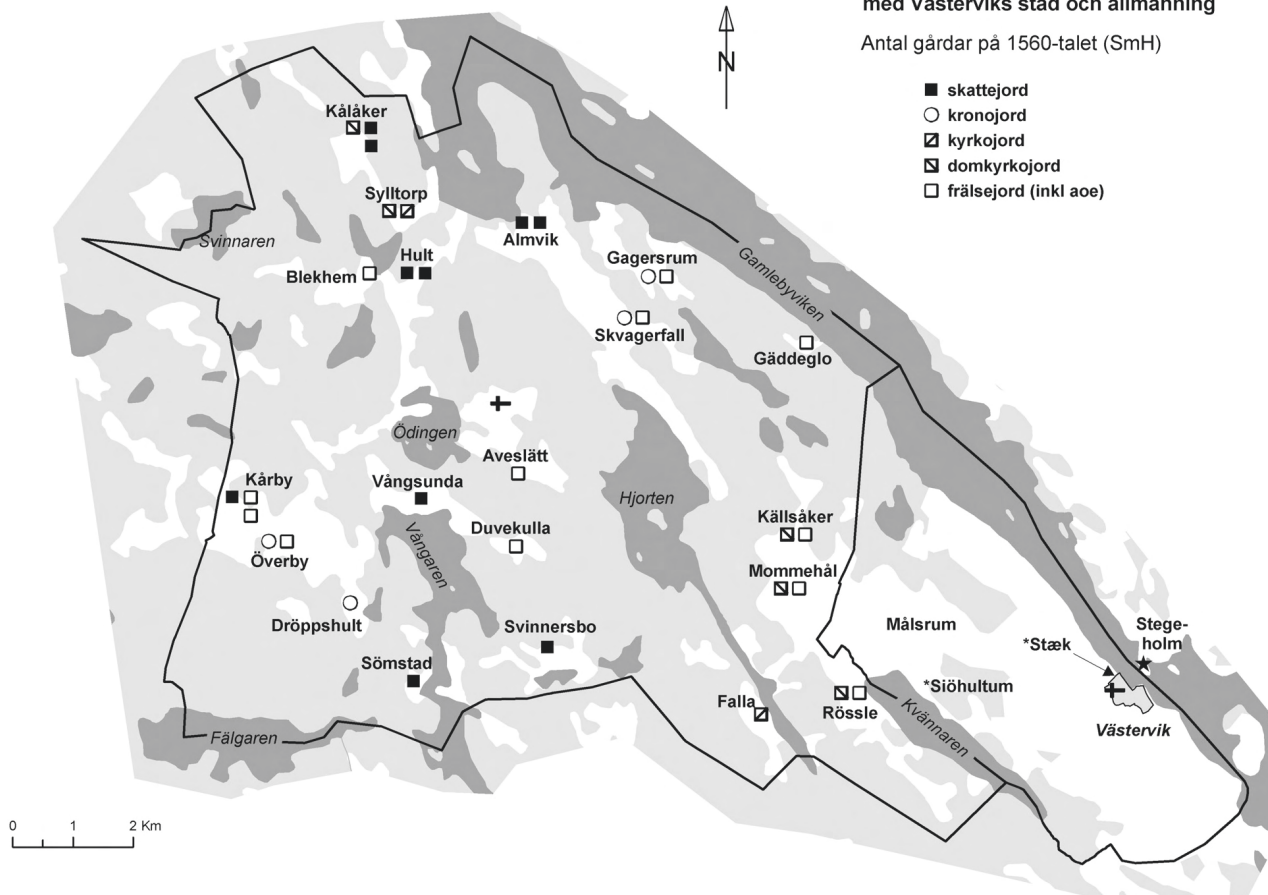 med Västerviks stad och allmänning
Antal gårdar på 1560-talet (SmH)
N
skattejord
kronojord
kyrkojord
domkyrkojord
frälsejord (inkl aoe)
Kålåker
Sylltorp
Svinnaren
Almvik
Hult
Blekhem
Gagersrum
Gamlebyviken
Skvagerfall
Gäddeglo
Ödingen
Aveslätt
Kårby
Vångsunda
Hjorten
Källsåker
Duvekulla
Vångaren
Överby
Mommehål
Dröppshult
Svinnersbo
Målsrum
Stege-
holm
*Stæk
Sömstad
*Siöhultum
Falla
Rössle
Kvännaren
Västervik
Fälgaren
0 1 2 Km